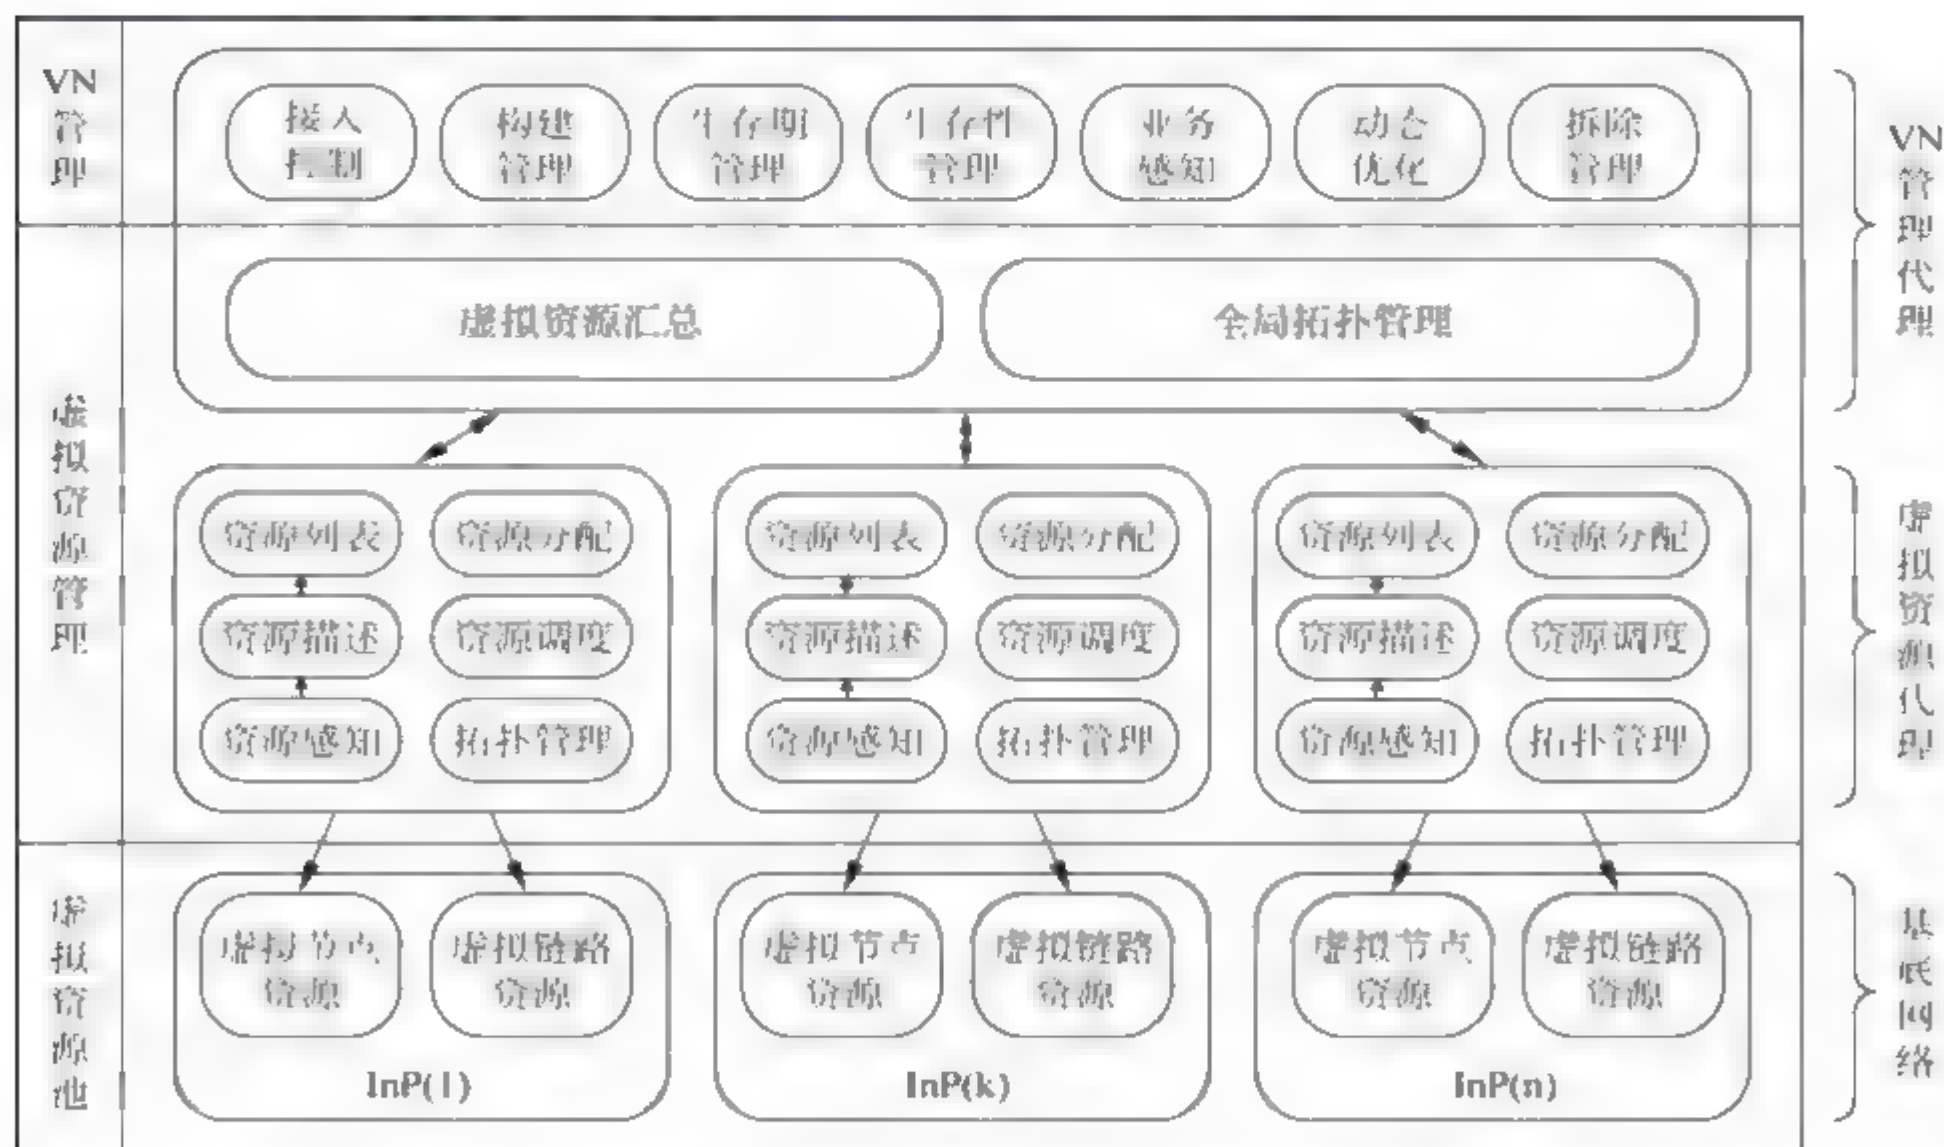 VN管理
接入
控制
构建
管理
生存期
管理
生存性
管理
业务
感知
动态
优化
拆除
管理
VN管理代理
虚拟资源管理
虚拟资源汇总
全局拓扑管理
资源列表
资源分配
资源列表
资源分配
资源列表
资源分配
资源描述
资源调度
资源描述
资源调度
资源描述
资源调度
资源感知
拓扑管理
资源感知
拓扑管理
资源感知
拓扑管理
虚拟资源代理
虚拟资源池
虚拟节点
资源
虚拟链路
资源
虚拟节点
资源
虚拟链路
资源
虚拟节点
资源
虚拟链路
资源
InP(1)
InP(k)
InP(n)
基底网络